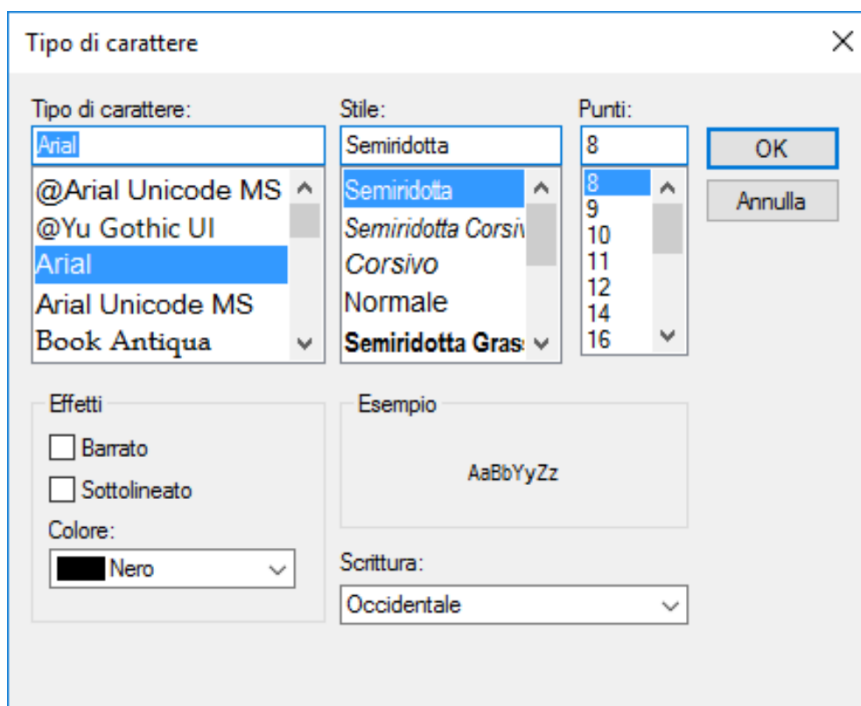 Tipo di carattere
Tipo di carattere:
Arial
@Arial Unicode MS
@Yu Gothic UI
Arial
Arial Unicode MS
Book Antiqua
Stile:
Semiridotta
Semiridotta
Semiridotta Corsiv
Corsivo
Normale
Semiridotta Gras
Punti:
8
8
9
10
11
12
14
16
OK
Annulla
Effetti
Barrato
Sottolineato
Colore:
Nero
Esempio
AaBbYyZz
Scrittura:
Occidentale